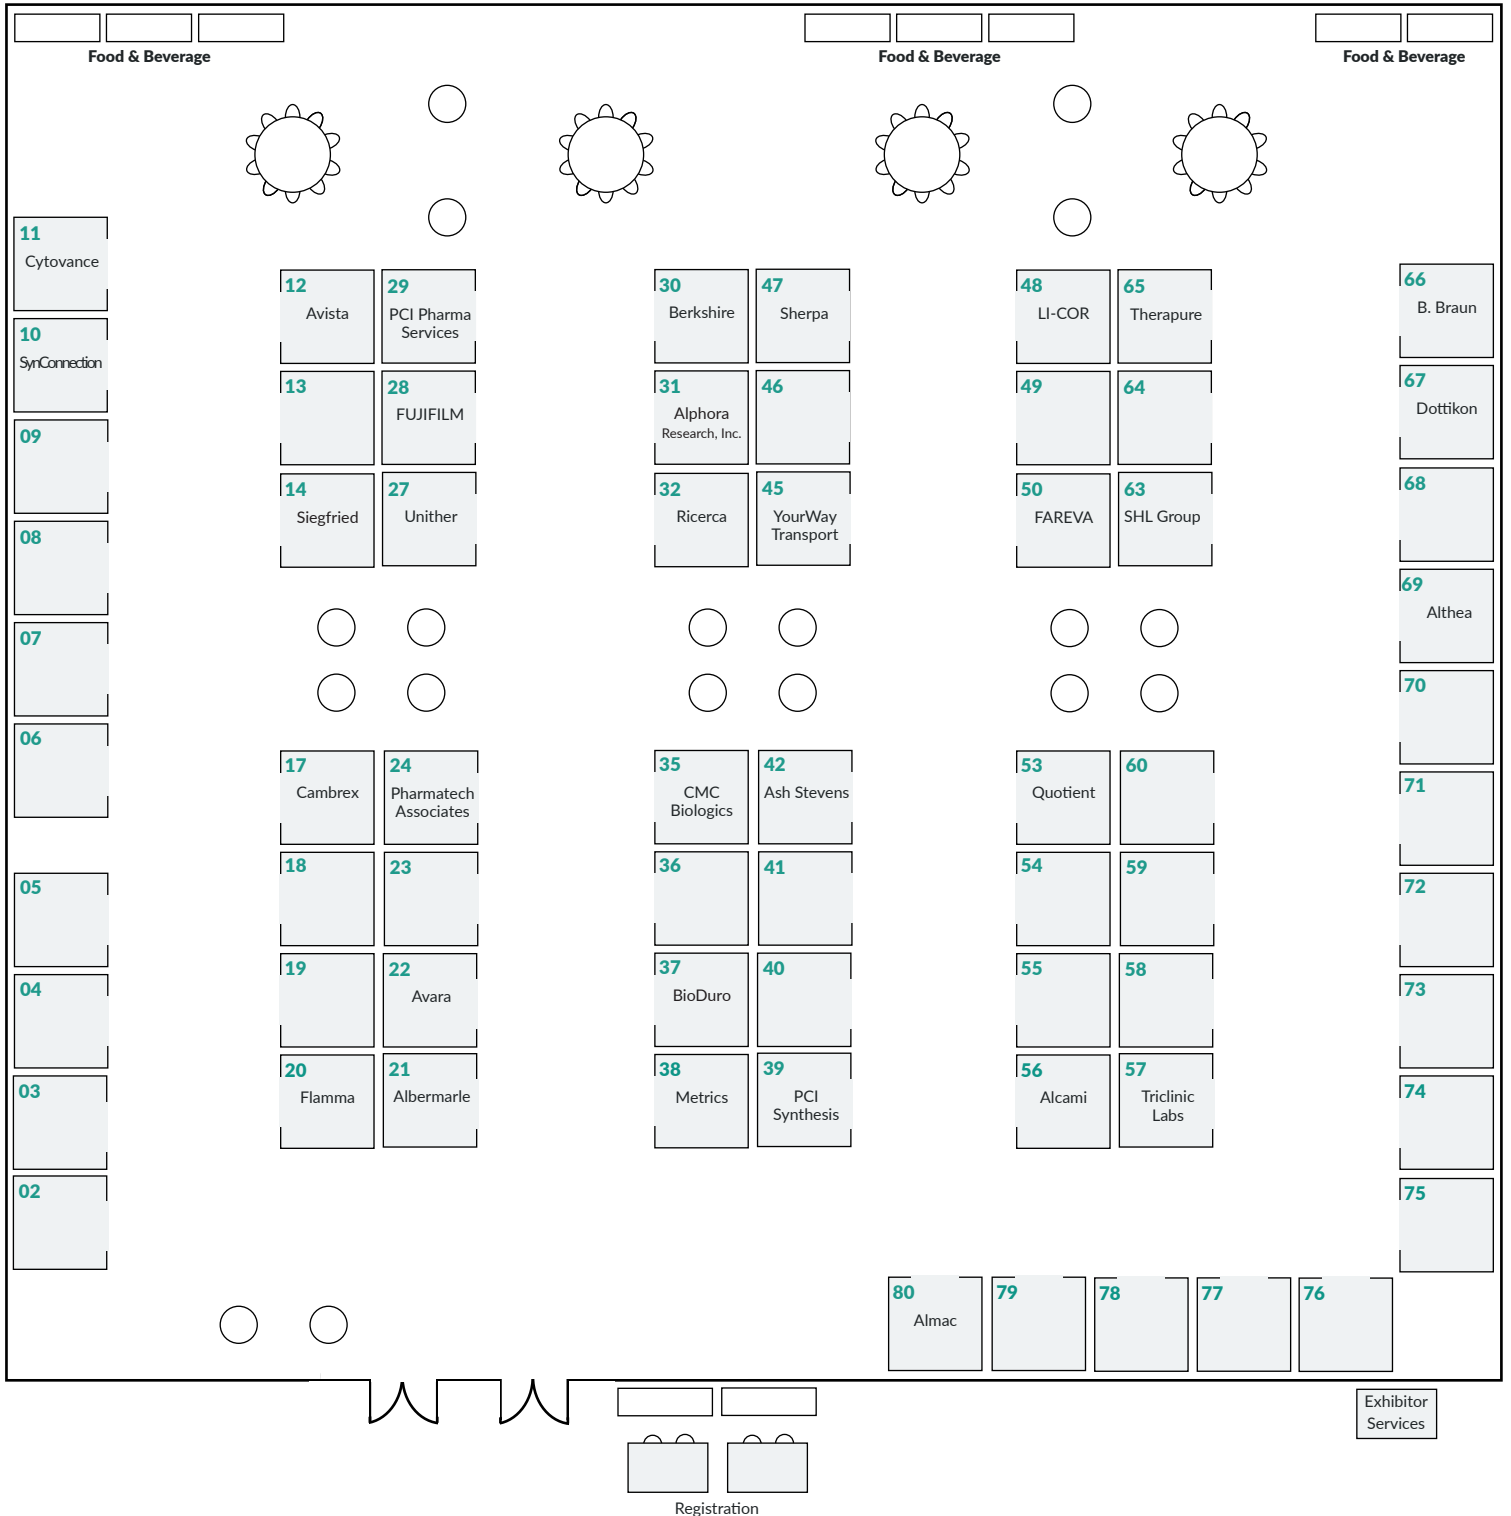 Food & Beverage
Food & Beverage
Food & Beverage
11
Cytovance
10
SynConnection
09
08
07
06
05
04
03
02
12
Avista
29
PCI Pharma
Services
13
28
FUJIFILM
14
Siegfried
27
Unither
30
Berkshire
47
Sherpa
31
Alphora
Research, Inc.
46
32
Ricerca
45
YourWay
Transport
48
LI-COR
65
Therapure
49
64
50
FAREVA
63
SHL Group
66
B. Braun
67
Dottikon
68
69
Althea
70
71
72
73
74
75
17
Cambrex
24
Pharmatech
Associates
18
23
19
22
Avara
20
Flamma
21
Albermarle
35
CMC
Biologics
42
Ash Stevens
36
41
37
BioDuro
40
38
Metrics
39
PCI
Synthesis
53
Quotient
60
54
59
55
58
56
Alcami
57
Triclinic
Labs
80
Almac
79
78
77
76
Exhibitor
Services
Registration